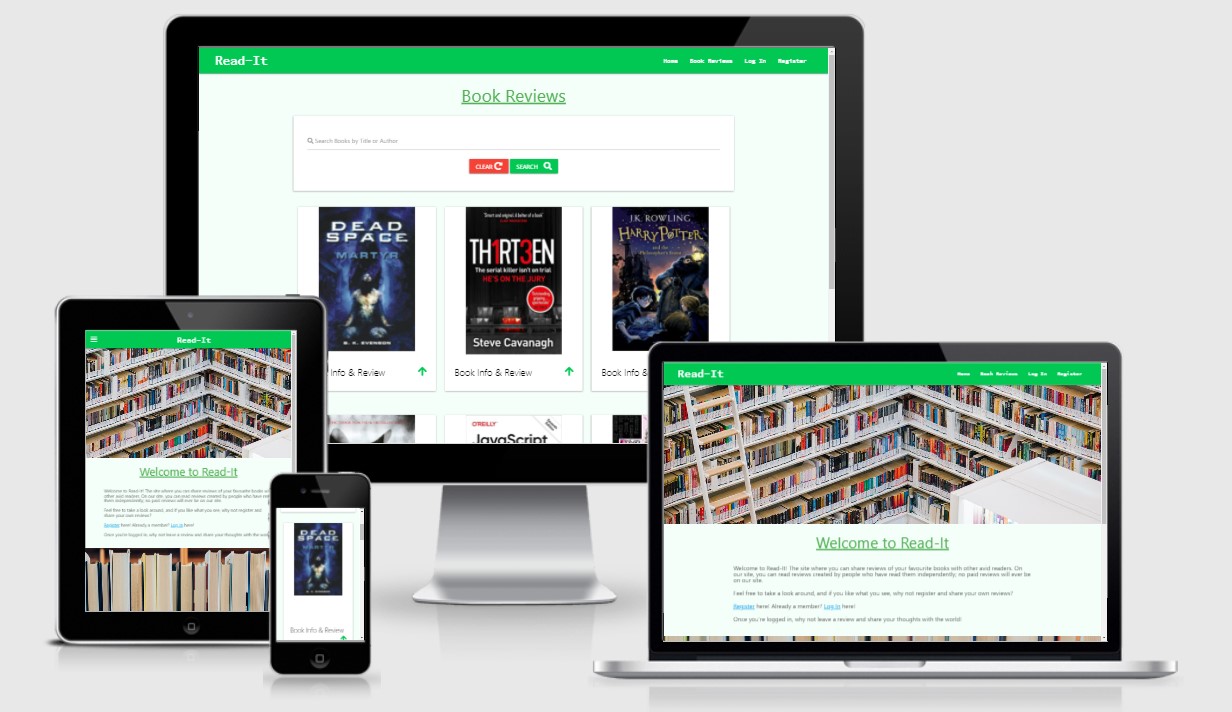 Read-It
Home Book Reviews Log In Register
Book Reviews
Search Books by Title or Author
CLEAR SEARCH
DEAD SPACE
MARTYR
B. K. EVENSON
TH1RT3EN
The serial killer isn't on trial
HE'S ON THE JURY
Steve Cavanagh
J.K. ROWLING
HARRY POTTER
and the
Philosopher's Stone
Info & Review
Book Info & Review
Book Info &
O'REILLY
JavaScript
Read-It
Welcome to Read-It
Welcome to Read-It! The site where you can share reviews of your favourite books
other avid readers. On our site, you can read reviews created by people who have
them independently, no paid reviews will ever be on our site.
Feel free to take a look around, and if you like what you see, why not register and
share your own reviews?
Register here! Already a member? Log In here!
Once you're logged in, why not leave a review and share your thoughts with the
DEAD SPACE
MARTYR
Book Info & Review
Read-It
Home Book Reviews Log In Register
Welcome to Read-It
Welcome to Read-It! The site where you can share reviews of your favourite books with other avid readers. On
our site, you can read reviews created by people who have read them independently, no paid reviews will ever be
on our site.
Feel free to take a look around, and if you like what you see, why not register and share your own reviews?
Register here! Already a member? Log In here!
Once you're logged in, why not leave a review and share your thoughts with the world!